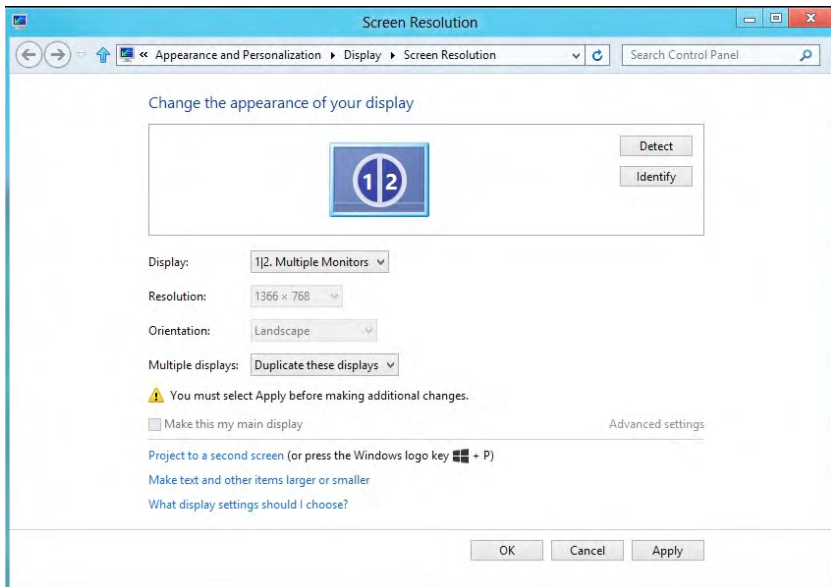 Screen Resolution
« Appearance and Personalization ▸ Display ▸ Screen Resolution
Search Control Panel
Change the appearance of your display
1 2
Detect
Identify
Display: 1|2. Multiple Monitors
Resolution: 1366 × 768
Orientation: Landscape
Multiple displays: Duplicate these displays
You must select Apply before making additional changes.
Make this my main display Advanced settings
Project to a second screen (or press the Windows logo key + P)
Make text and other items larger or smaller
What display settings should I choose?
OK Cancel Apply